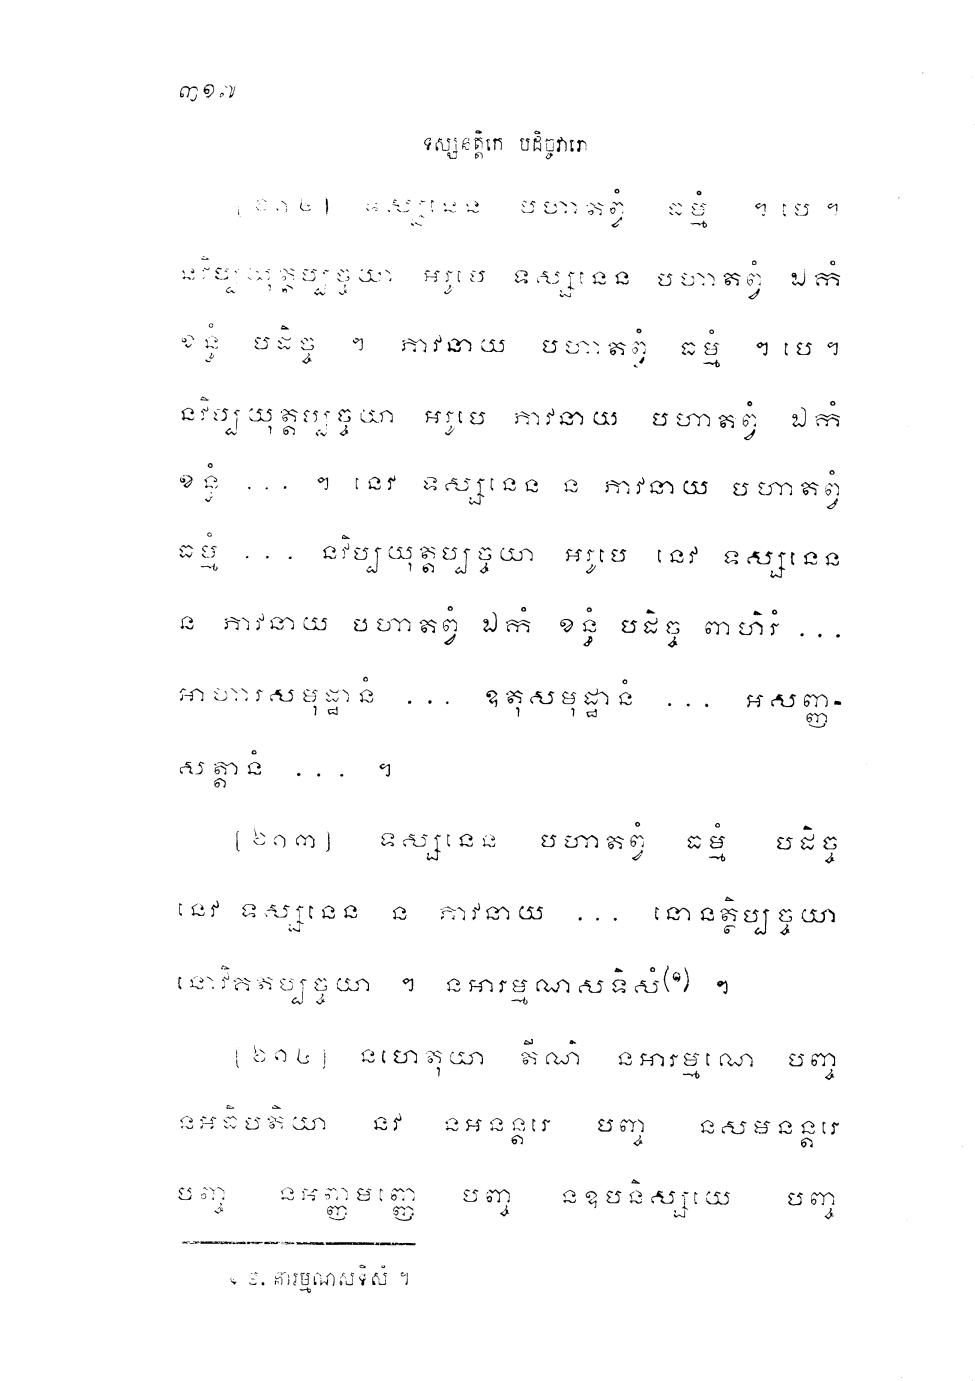 ៣១៧
ទស្សនត្តិកេ បដិច្ចវារោ
ទស្សនេន បហាតព្វំ ធម្មំ ។ បេ ។
នវិប្បយុត្តប្បច្ចយា អរូបេ ទស្សនេន បហាតព្វំ ឯកំ
ខន្ធំ បដិច្ច ។ ភាវនាយ បហាតព្វំ ធម្មំ ។ បេ ។
នវិប្បយុត្តប្បច្ចយា អរូបេ ភាវនាយ បហាតព្វំ ឯកំ
ខន្ធំ ... ។ នេវ ទស្សនេន ន ភាវនាយ បហាតព្វំ
ធម្មំ ... នវិប្បយុត្តប្បច្ចយា អរូបេ នេវ ទស្សនេន
ន ភាវនាយ បហាតព្វំ ឯកំ ខន្ធំ បដិច្ច ពាហិរំ ...
អាហារសមុដ្ឋានំ ... ឧតុសមុដ្ឋានំ ... អសញ្ញ-
សត្តានំ ... ។
[៦១៣] ទស្សនេន បហាតព្វំ ធម្មំ បដិច្ច
នេវ ទស្សនេន ន ភាវនាយ ... នោនត្ថិប្បច្ចយា
នោវិគតប្បច្ចយា ។ នអារម្មណសទិសំ(១) ។
[៦១៤] នហេតុយា តីណិ នអារម្មណេ បញ្ច
នអធិបតិយា នវ នអនន្តរេ បញ្ច នសមនន្តរេ
បញ្ច នអញ្ញមញ្ញេ បញ្ច នឧបនិស្សយេ បញ្ច
១ ឱ. អារម្មណសទិសំ ។